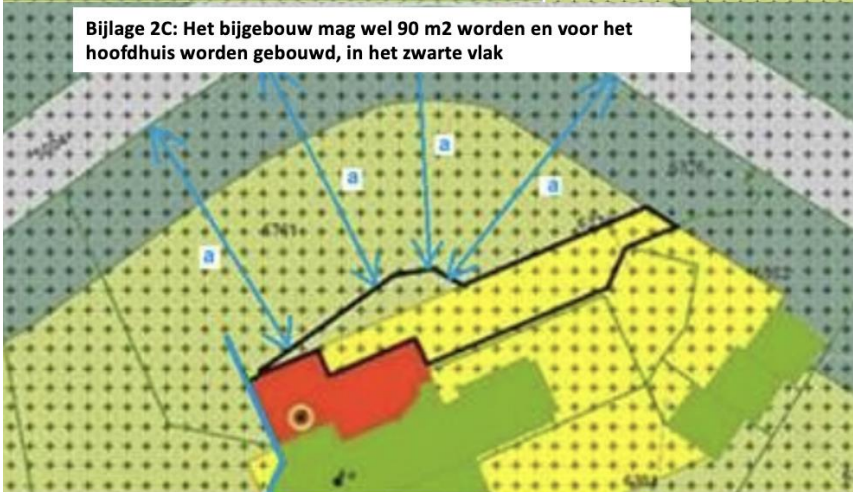 Bijlage 2C: Het bijgebouw mag wel 90 m2 worden en voor het
hoofdhuis worden gebouwd, in het zwarte vlak
a
a
a
a